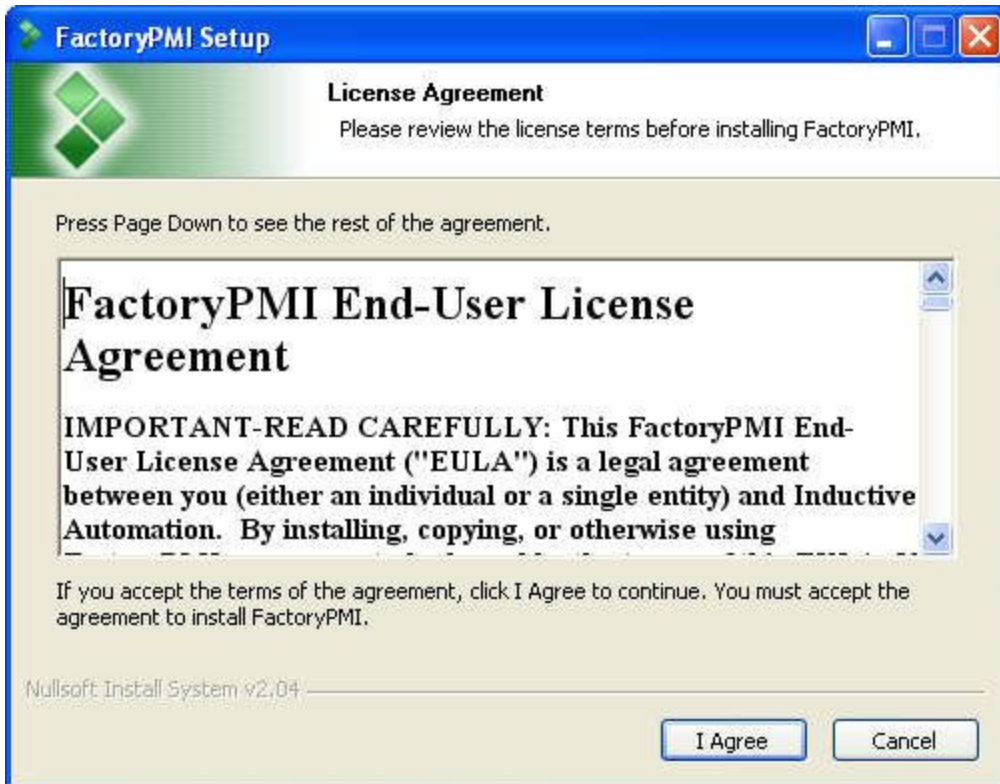 FactoryPMI Setup
License Agreement
Please review the license terms before installing FactoryPMI.
Press Page Down to see the rest of the agreement.
FactoryPMI End-User License
Agreement
IMPORTANT-READ CAREFULLY: This FactoryPMI End-
User License Agreement ("EULA") is a legal agreement
between you (either an individual or a single entity) and Inductive
Automation.  By installing, copying, or otherwise using
If you accept the terms of the agreement, click I Agree to continue. You must accept the
agreement to install FactoryPMI.
Nullsoft Install System v2.04
I Agree
Cancel